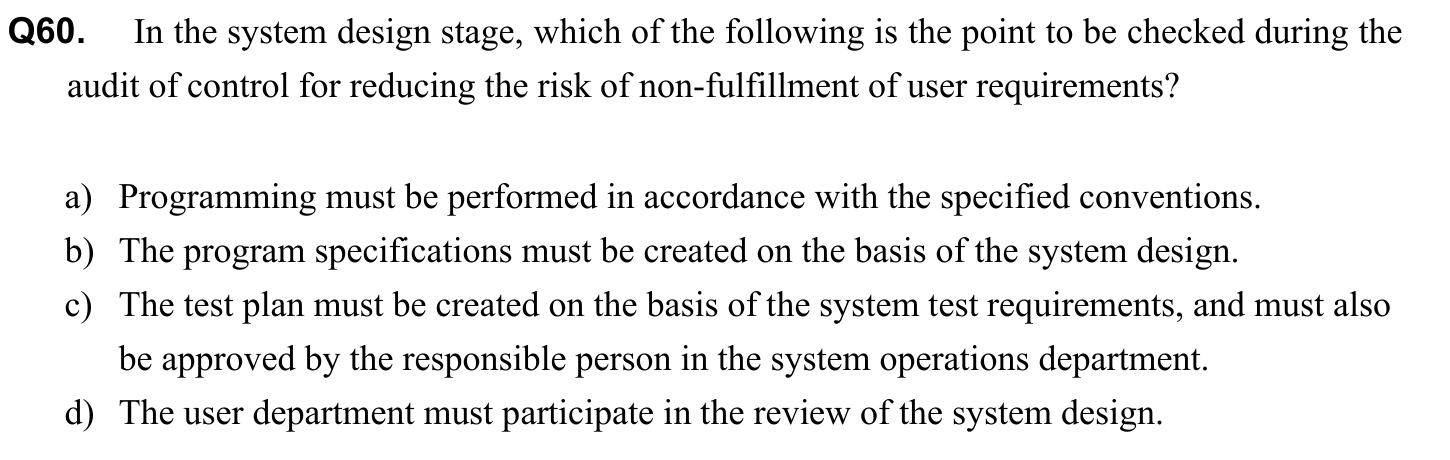 Q60. In the system design stage, which of the following is the point to be checked during the
audit of control for reducing the risk of non-fulfillment of user requirements?
a) Programming must be performed in accordance with the specified conventions.
b) The program specifications must be created on the basis of the system design.
c) The test plan must be created on the basis of the system test requirements, and must also
be approved by the responsible person in the system operations department.
d) The user department must participate in the review of the system design.